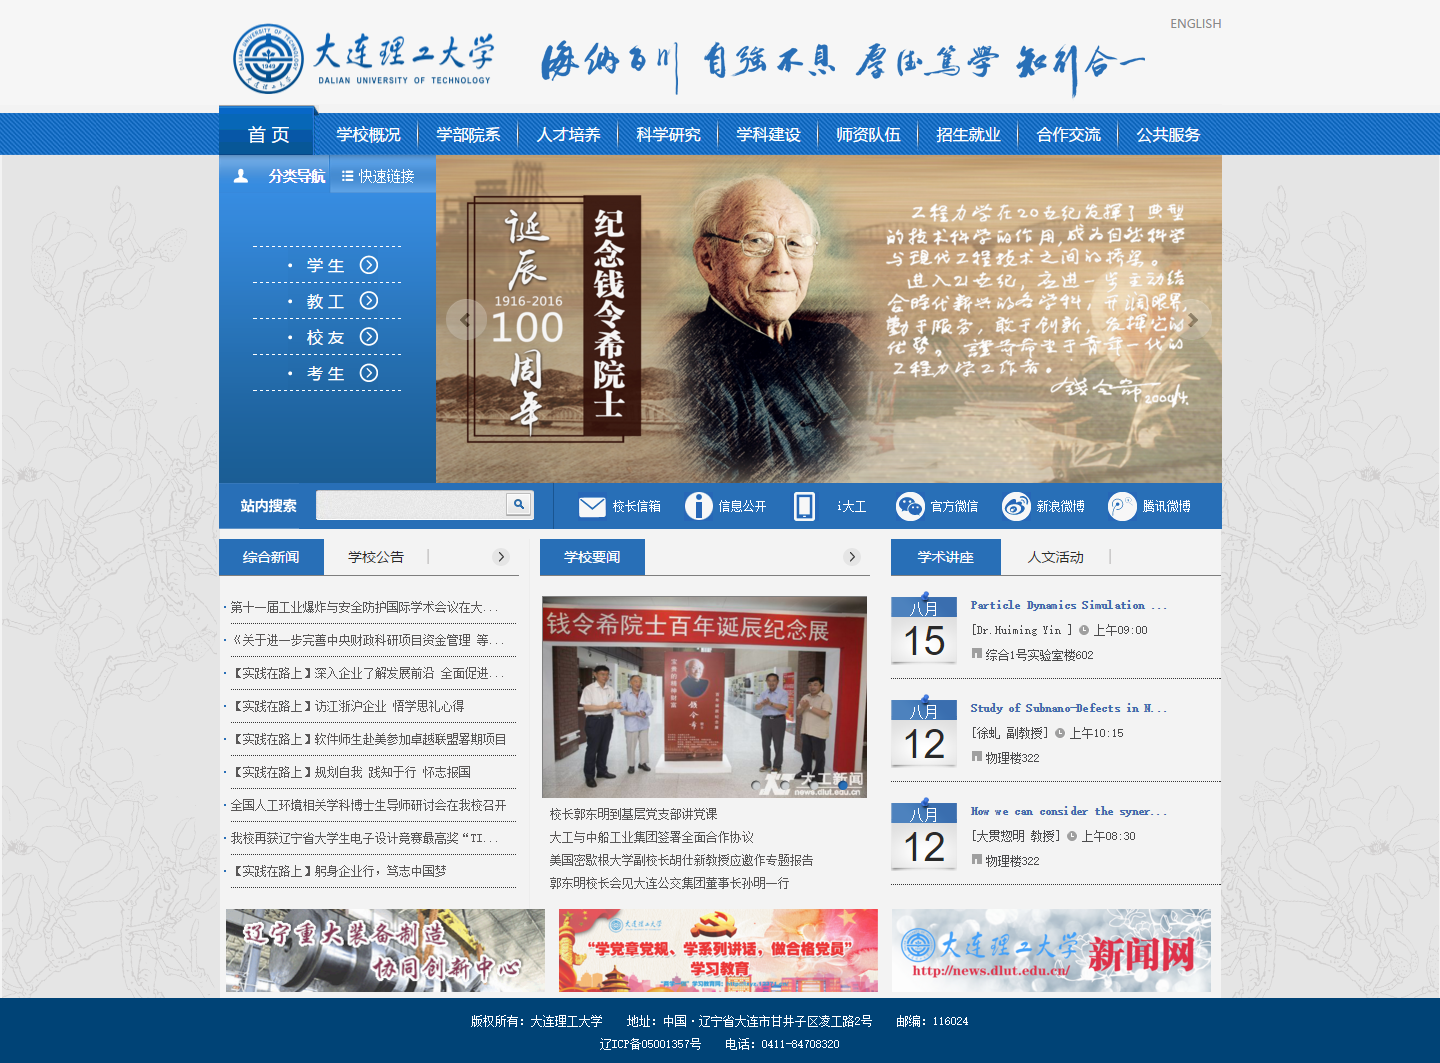 ENGLISH
大连理工大学
DALIAN UNIVERSITY OF TECHNOLOGY
海纳百川 自强不息 厚德笃學 知行合一
首页 学校概况 学部院系 人才培养 科学研究 学科建设 师资队伍 招生就业 合作交流 公共服务
分类导航 快速链接
· 学生
· 教工
· 校友
· 考生
诞辰
1916-2016
100
周年
纪念钱令希院士
工程力学在20世纪发挥了典型
的技术科学的作用,成为自然科学
与现代工程技术之间的桥梁。
进入21世纪,应进一步主动结
合时代新兴的各学科,开阔眼界,
勤于服务,敢于创新,发挥它的
优势。謹寄希望于青年一代的
工程力学工作者。
钱令希 2000/4.
站内搜索
校长信箱 信息公开 i大工 官方微信 新浪微博 腾讯微博
综合新闻 学校公告
· 第十一届工业爆炸与安全防护国际学术会议在大...
· 《关于进一步完善中央财政科研项目资金管理 等...
· 【实践在路上】深入企业了解发展前沿 全面促进...
· 【实践在路上】访江浙沪企业 悟学思礼心得
· 【实践在路上】软件师生赴美参加卓越联盟暑期项目
· 【实践在路上】规划自我 践知于行 怀志报国
· 全国人工环境相关学科博士生导师研讨会在我校召开
· 我校再获辽宁省大学生电子设计竞赛最高奖“TI...
· 【实践在路上】躬身企业行，笃志中国梦
学校要闻
钱令希院士百年诞辰纪念展
大工新闻
news.dlut.edu.cn
校长郭东明到基层党支部讲党课
大工与中船工业集团签署全面合作协议
美国密歇根大学副校长胡仕新教授应邀作专题报告
郭东明校长会见大连公交集团董事长孙明一行
学术讲座 人文活动
八月
15
Particle Dynamics Simulation ...
[Dr.Huiming Yin ] 上午09:00
综合1号实验室楼602
八月
12
Study of Subnano-Defects in N...
[徐虬 副教授] 上午10:15
物理楼322
八月
12
How we can consider the syner...
[大贯惣明 教授] 上午08:30
物理楼322
辽宁重大装备制造
协同创新中心
大连理工大学
“学党章党规、学系列讲话，做合格党员”
学习教育
大连理工大学
新闻网
http://news.dlut.edu.cn/
版权所有：大连理工大学 地址：中国·辽宁省大连市甘井子区凌工路2号 邮编：116024
辽ICP备05001357号 电话：0411-84708320